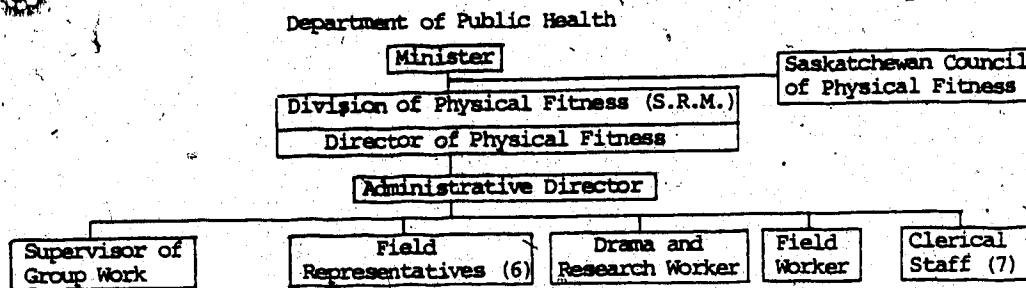 Department of Public Health
Minister
Saskatchewan Council
of Physical Fitness
Division of Physical Fitness (S.R.M.)
Director of Physical Fitness
Administrative Director
Supervisor of
Group Work
Field
Representatives (6)
Drama and
Research Worker
Field
Worker
Clerical
Staff (7)